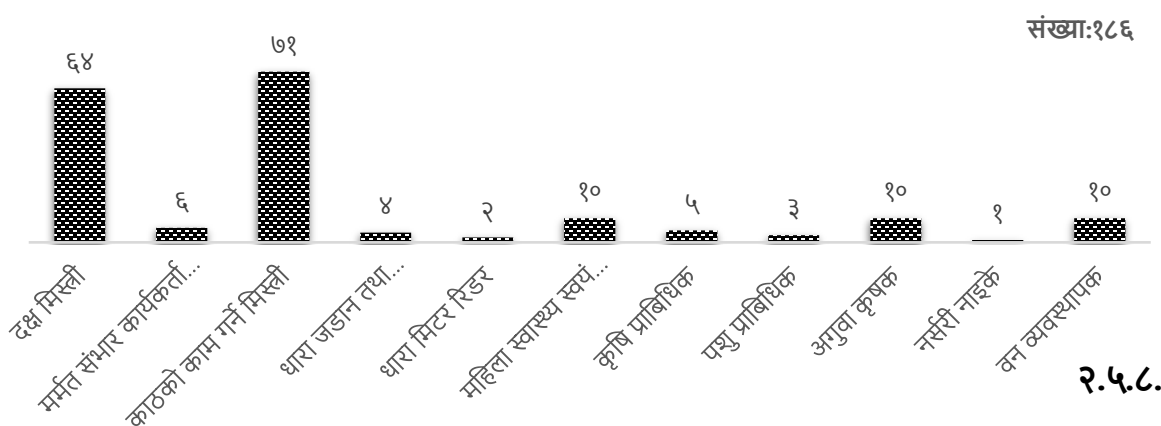 संख्या:१८६
६४
६
७१
४
२
१०
५
३
१०
१
१०
दक्ष मिस्त्री
मर्मत संभार कार्यकर्ता...
काठको काम गर्ने मिस्त्री
धारा जडान तथा...
धारा मिटर रिडर
महिला स्वास्थ्य स्वयं...
कृषि प्राबिधिक
पशु प्राबिधिक
अगुवा कृषक
नर्सरी नाइके
वन व्यवस्थापक
२.५.८.